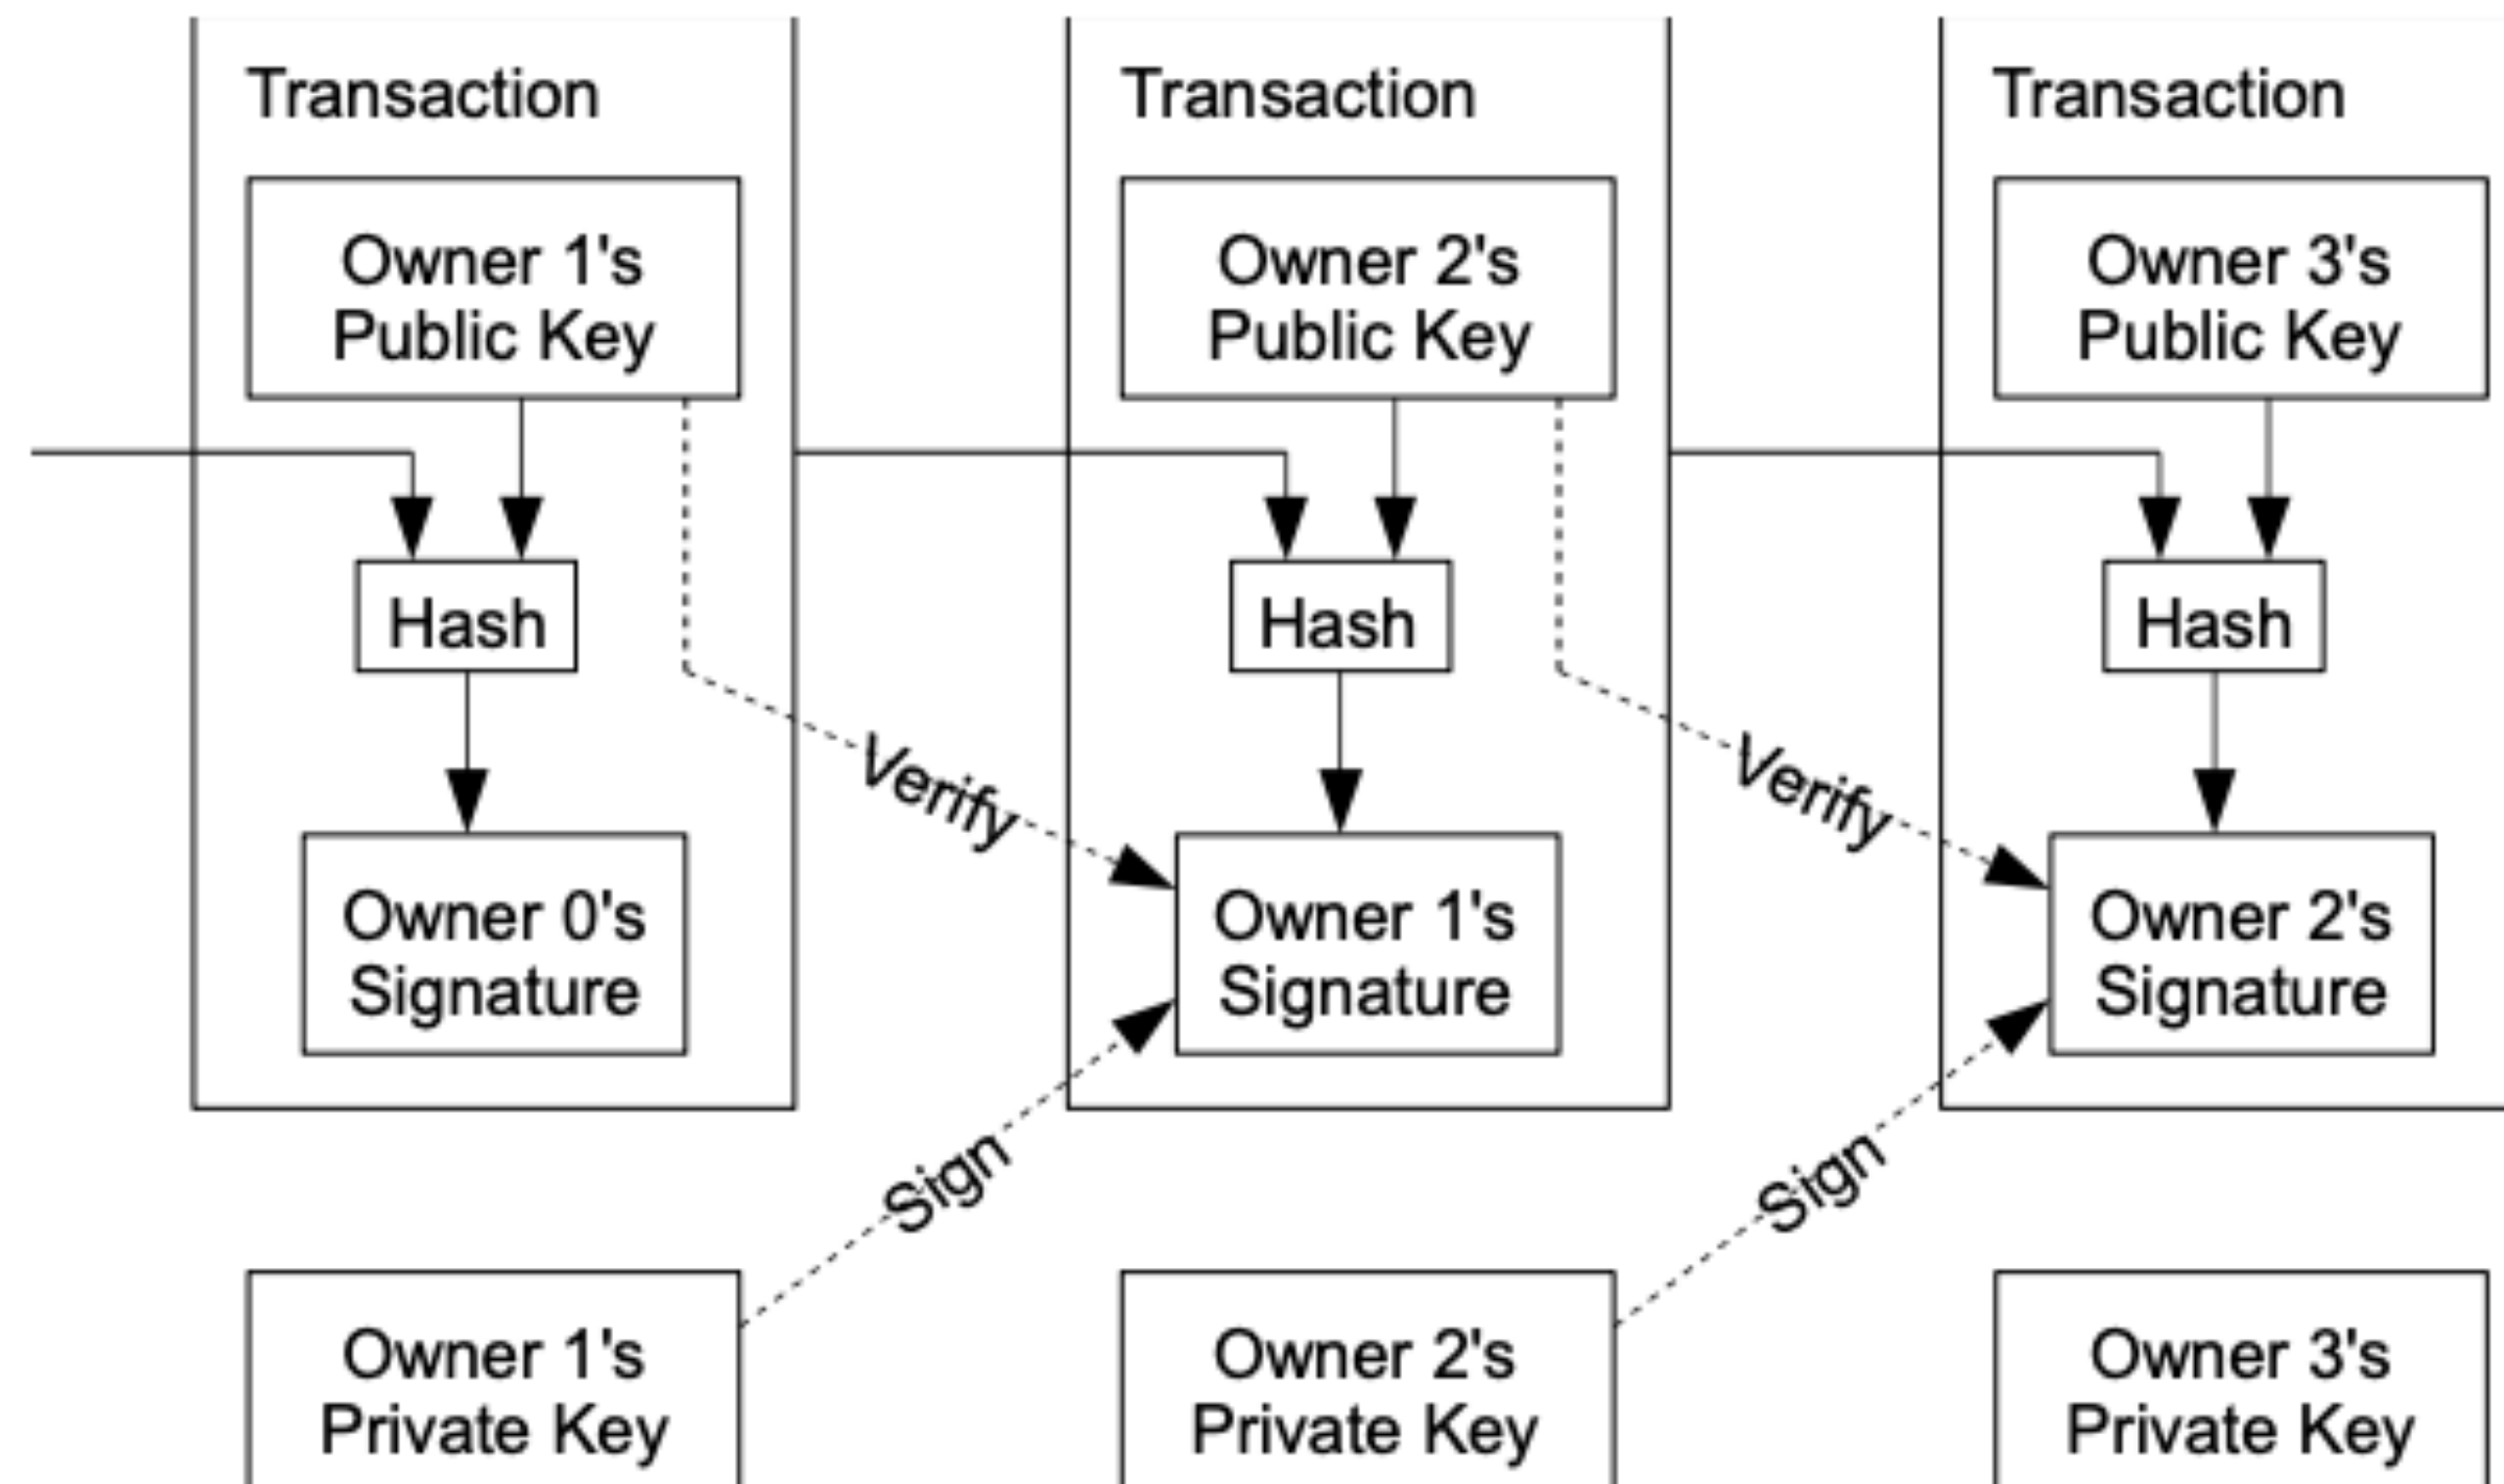 Transaction
Transaction
Transaction
Owner 1's
Public Key
Owner 2's
Public Key
Owner 3's
Public Key
Hash
Hash
Hash
Verify
Verify
Owner 0's
Signature
Owner 1's
Signature
Owner 2's
Signature
Sign
Sign
Owner 1's
Private Key
Owner 2's
Private Key
Owner 3's
Private Key